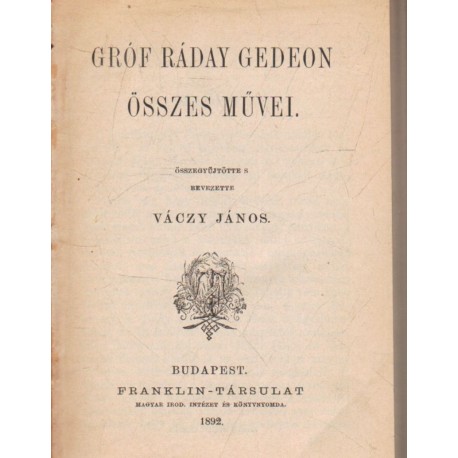 GRÓF RÁDAY GEDEON
ÖSSZES MŰVEI.
ÖSSZEGYŰJTÖTTE S
BEVEZETTE
VÁCZY JÁNOS.
BUDAPEST.
FRANKLIN-TÁRSULAT
MAGYAR IROD. INTÉZET ÉS KÖNYVNYOMDA.
1892.